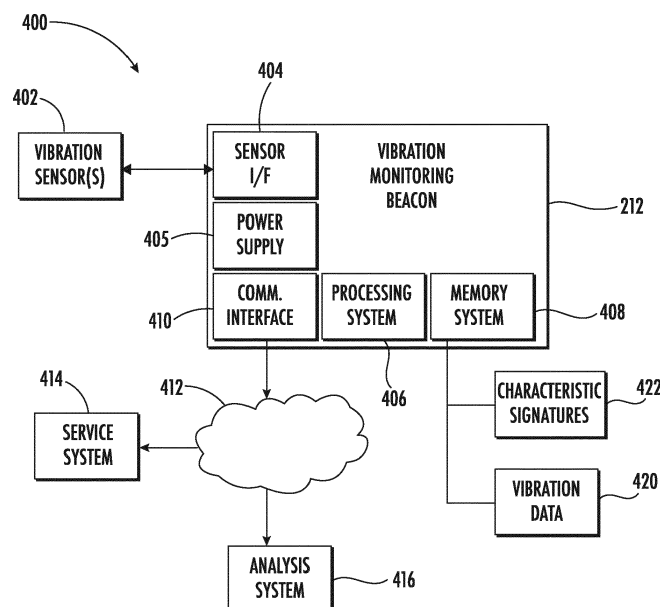 400
402
404
VIBRATION
SENSOR(S)
SENSOR
I/F
VIBRATION
MONITORING
BEACON
212
405
POWER
SUPPLY
410
COMM.
INTERFACE
PROCESSING
SYSTEM
MEMORY
SYSTEM
408
406
414
412
SERVICE
SYSTEM
CHARACTERISTIC
SIGNATURES
422
VIBRATION
DATA
420
ANALYSIS
SYSTEM
416